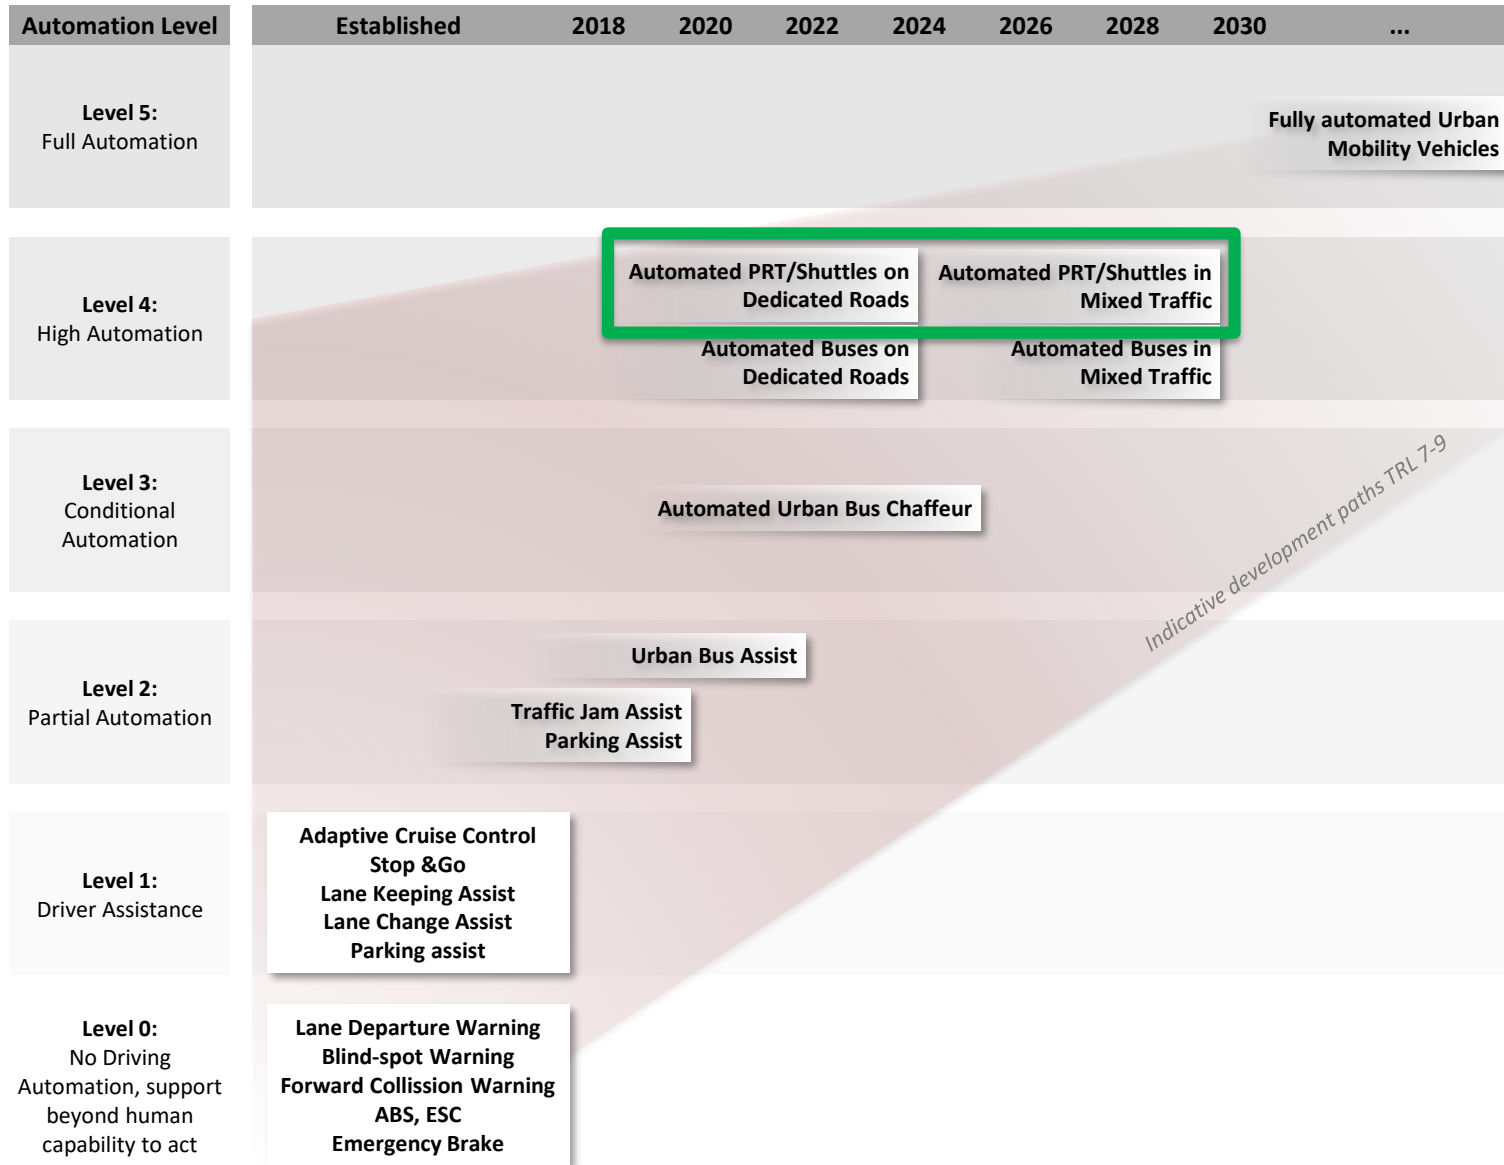 Automation Level Established 2018 2020 2022 2024 2026 2028 2030 ...
Level 5:
Full Automation
Fully automated Urban
Mobility Vehicles
Level 4:
High Automation
Automated PRT/Shuttles on
Dedicated Roads
Automated PRT/Shuttles in
Mixed Traffic
Automated Buses on
Dedicated Roads
Automated Buses in
Mixed Traffic
Level 3:
Conditional
Automation
Automated Urban Bus Chaffeur
Indicative development paths TRL 7-9
Level 2:
Partial Automation
Urban Bus Assist
Traffic Jam Assist
Parking Assist
Level 1:
Driver Assistance
Adaptive Cruise Control
Stop &Go
Lane Keeping Assist
Lane Change Assist
Parking assist
Level 0:
No Driving
Automation, support
beyond human
capability to act
Lane Departure Warning
Blind-spot Warning
Forward Collission Warning
ABS, ESC
Emergency Brake